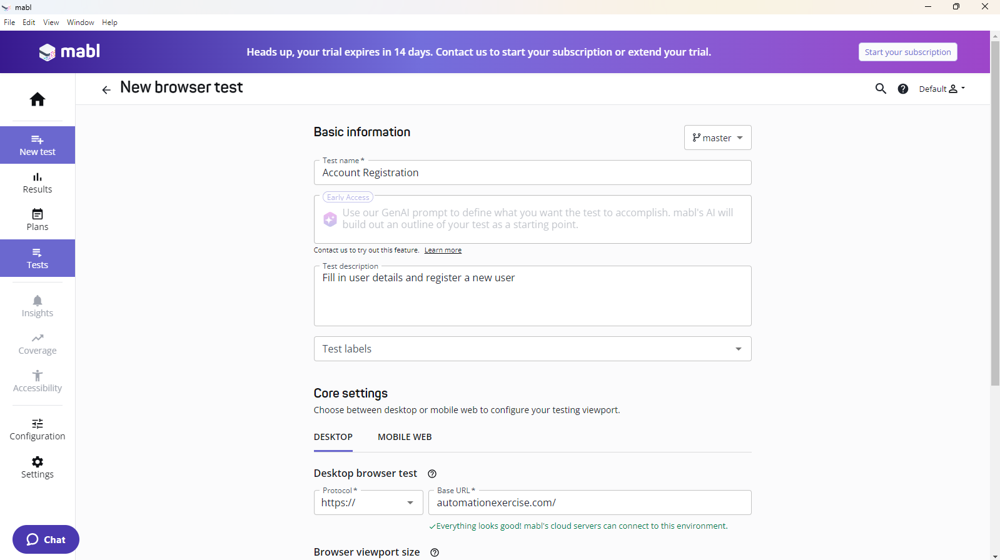 mabl
File Edit View Window Help
mabl
Heads up, your trial expires in 14 days. Contact us to start your subscription or extend your trial.
Start your subscription
New browser test
Default
New test
Results
Plans
Tests
Insights
Coverage
Accessibility
Configuration
Settings
Chat
Basic information
master
Test name *
Account Registration
Early Access
Use our GenAI prompt to define what you want the test to accomplish. mabl's AI will
build out an outline of your test as a starting point.
Contact us to try out this feature. Learn more
Test description
Fill in user details and register a new user
Test labels
Core settings
Choose between desktop or mobile web to configure your testing viewport.
DESKTOP MOBILE WEB
Desktop browser test
Protocol *
https://
Base URL *
automationexercise.com/
✓Everything looks good! mabl's cloud servers can connect to this environment.
Browser viewport size